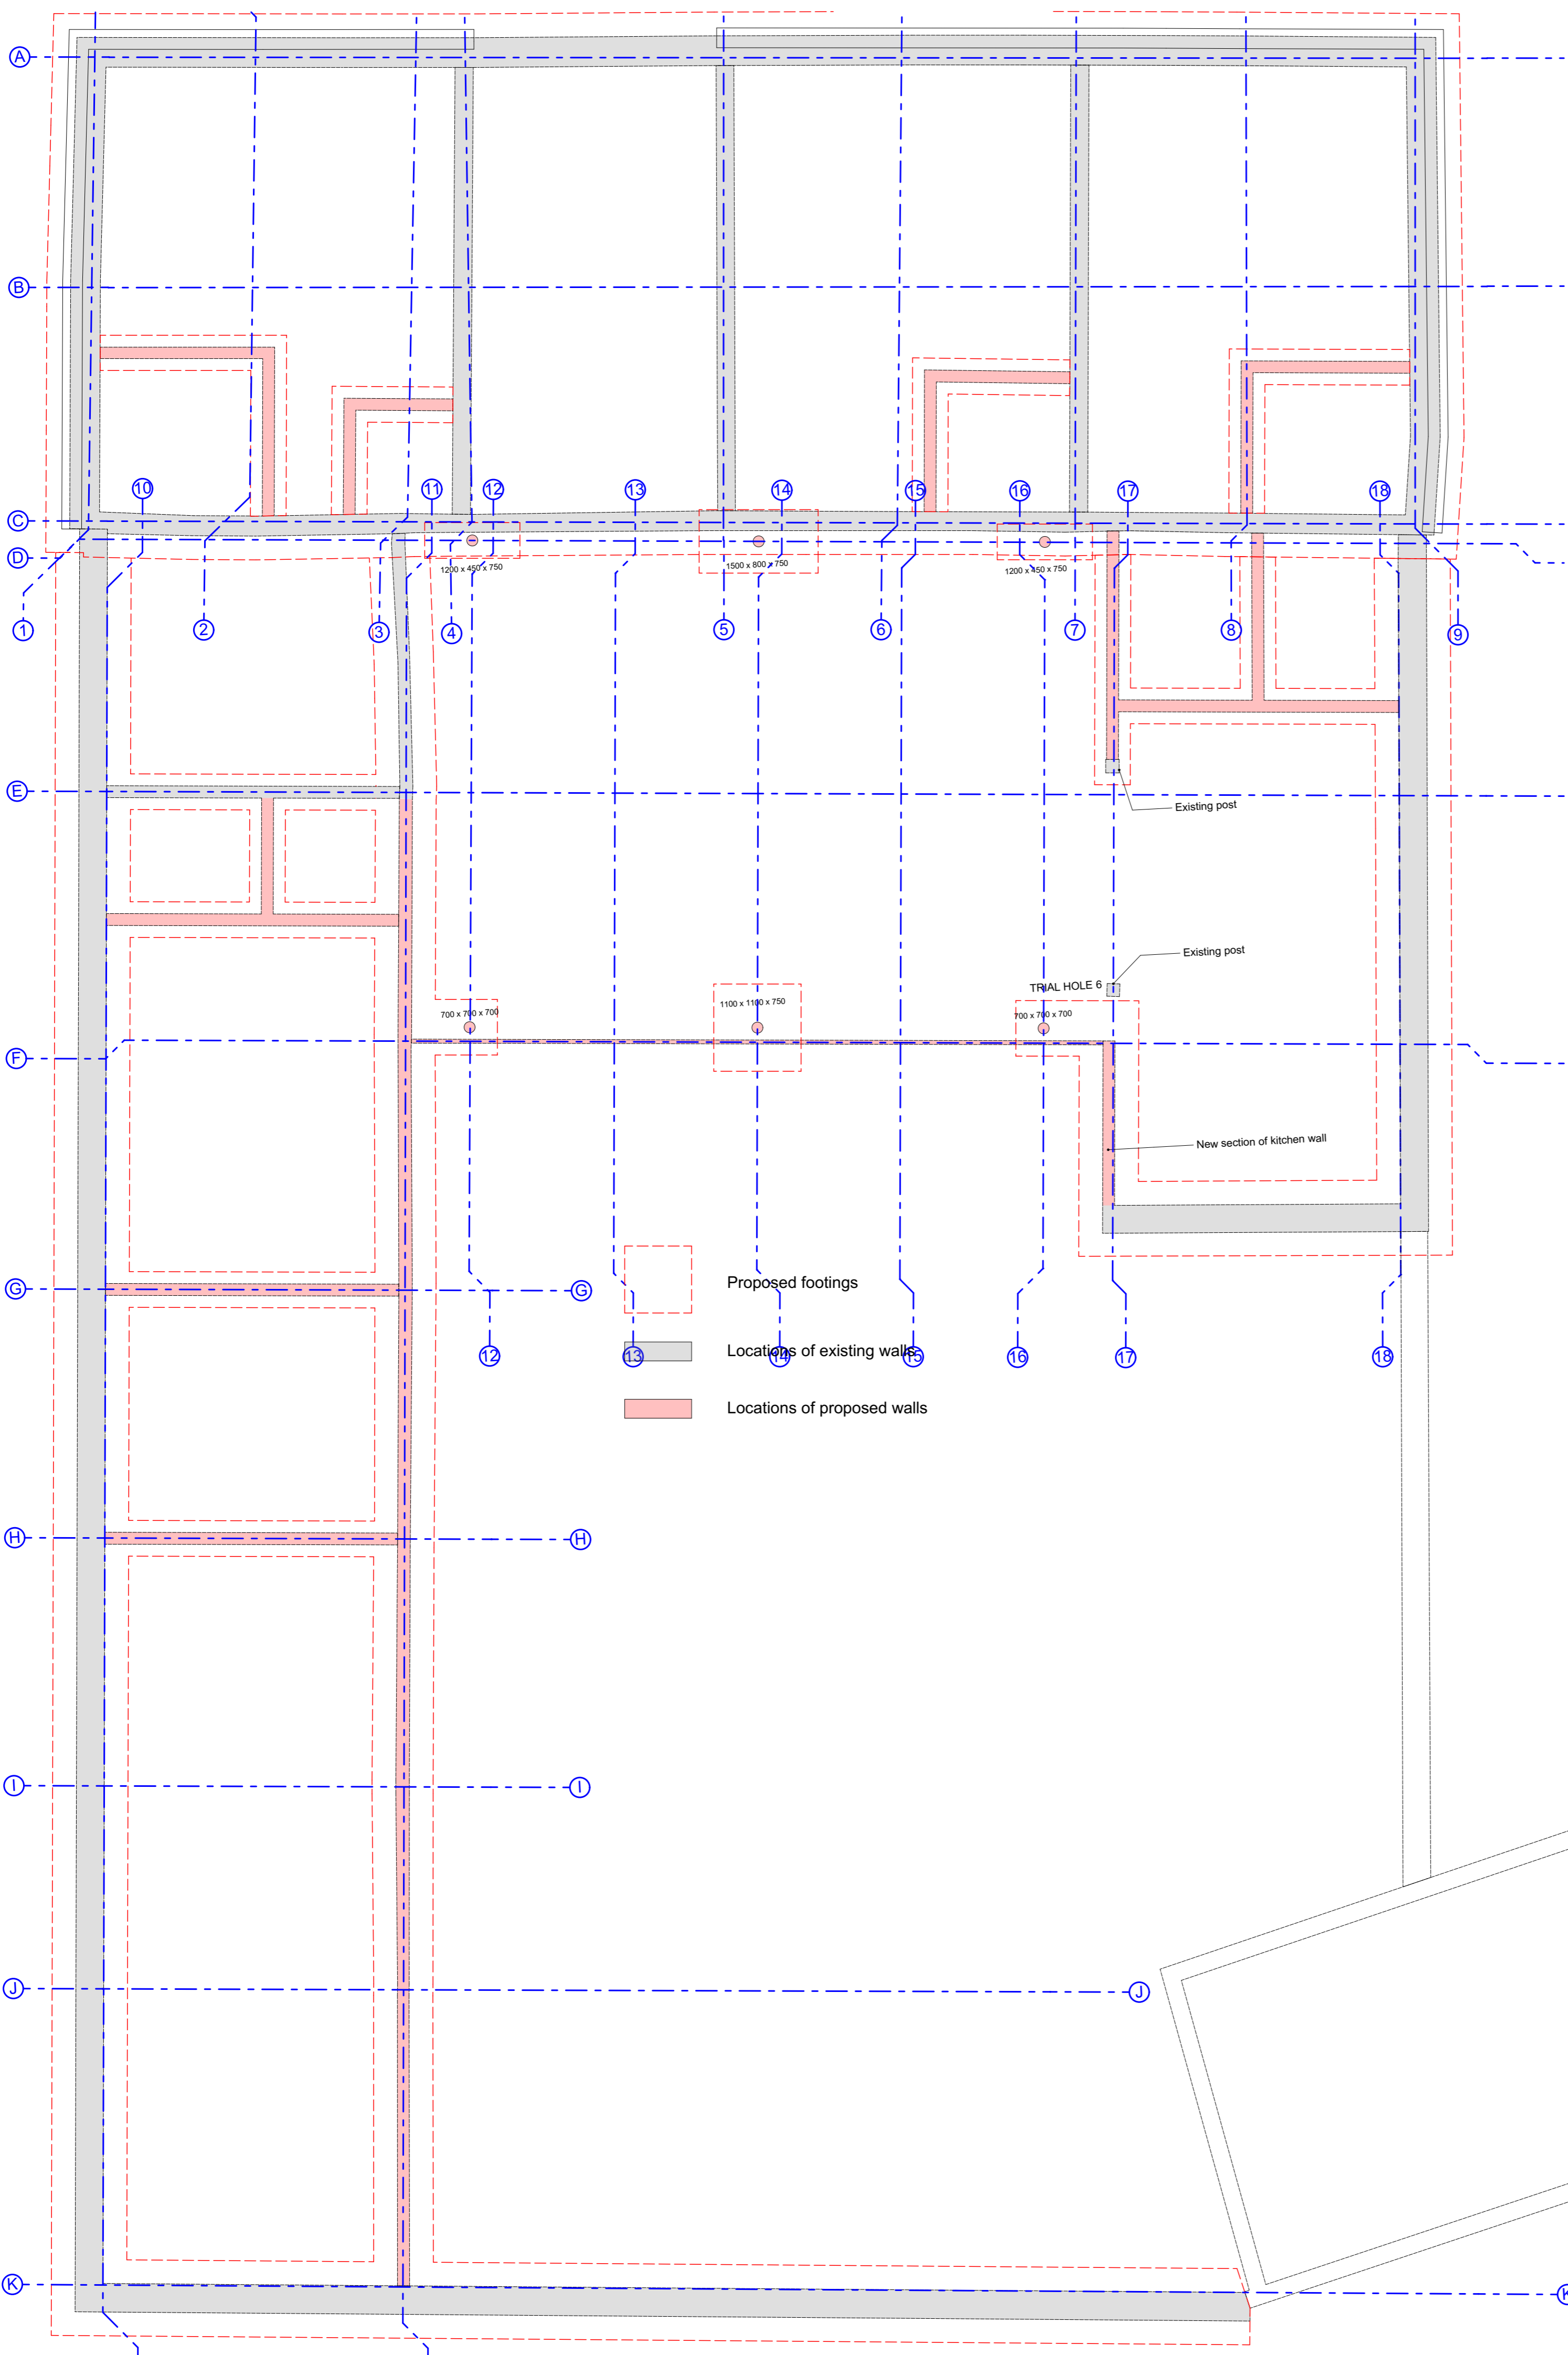 A
B
10
11
12
13
14
15
16
17
18
C
D
1200 x 450 x 750
1500 x 800 x 750
1200 x 450 x 750
1
2
3
4
5
6
7
8
9
E
Existing post
Existing post
TRIAL HOLE 6
700 x 700 x 700
1100 x 1100 x 750
700 x 700 x 700
F
New section of kitchen wall
G
G
Proposed footings
Locations of existing walls
12
13
14
15
16
17
18
Locations of proposed walls
H
H
I
I
J
J
K
K